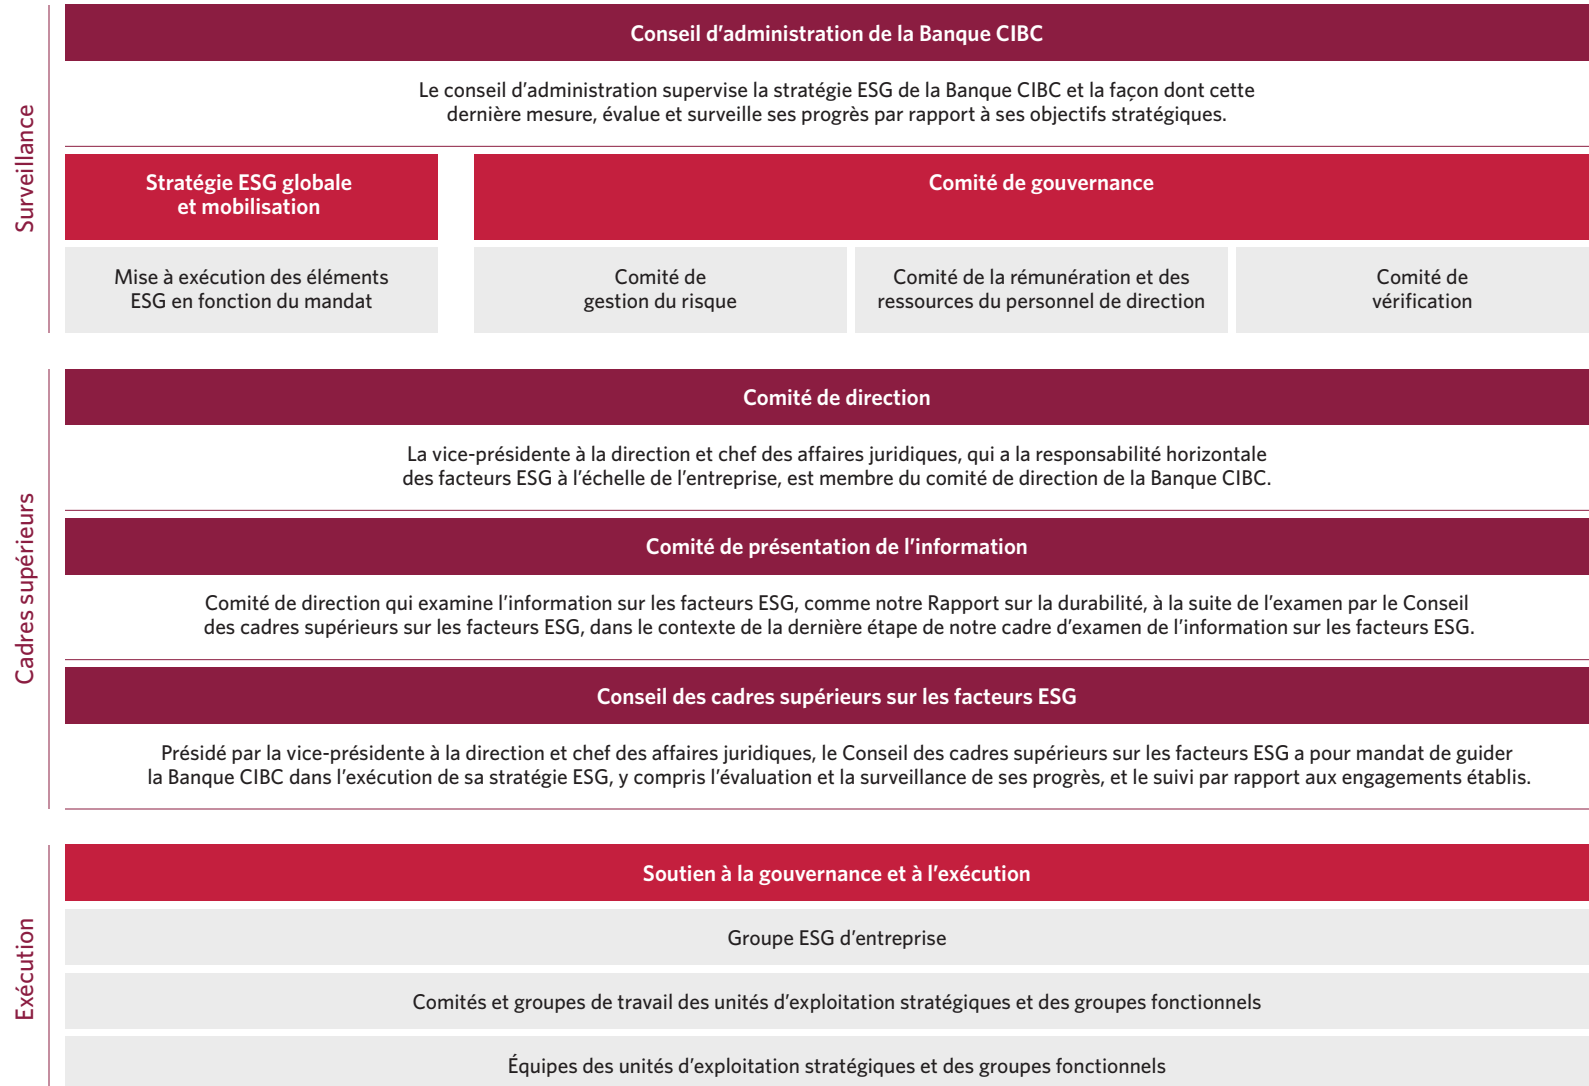 Surveillance
Conseil d'administration de la Banque CIBC
Le conseil d'administration supervise la stratégie ESG de la Banque CIBC et la façon dont cette
dernière mesure, évalue et surveille ses progrès par rapport à ses objectifs stratégiques.
Stratégie ESG globale
et mobilisation
Comité de gouvernance
Mise à exécution des éléments
ESG en fonction du mandat
Comité de
gestion du risque
Comité de la rémunération et des
ressources du personnel de direction
Comité de
vérification
Cadres supérieurs
Comité de direction
La vice-présidente à la direction et chef des affaires juridiques, qui a la responsabilité horizontale
des facteurs ESG à l'échelle de l'entreprise, est membre du comité de direction de la Banque CIBC.
Comité de présentation de l'information
Comité de direction qui examine l'information sur les facteurs ESG, comme notre Rapport sur la durabilité, à la suite de l'examen par le Conseil
des cadres supérieurs sur les facteurs ESG, dans le contexte de la dernière étape de notre cadre d'examen de l'information sur les facteurs ESG.
Conseil des cadres supérieurs sur les facteurs ESG
Présidé par la vice-présidente à la direction et chef des affaires juridiques, le Conseil des cadres supérieurs sur les facteurs ESG a pour mandat de guider
la Banque CIBC dans l'exécution de sa stratégie ESG, y compris l'évaluation et la surveillance de ses progrès, et le suivi par rapport aux engagements établis.
Exécution
Soutien à la gouvernance et à l'exécution
Groupe ESG d'entreprise
Comités et groupes de travail des unités d'exploitation stratégiques et des groupes fonctionnels
Équipes des unités d'exploitation stratégiques et des groupes fonctionnels